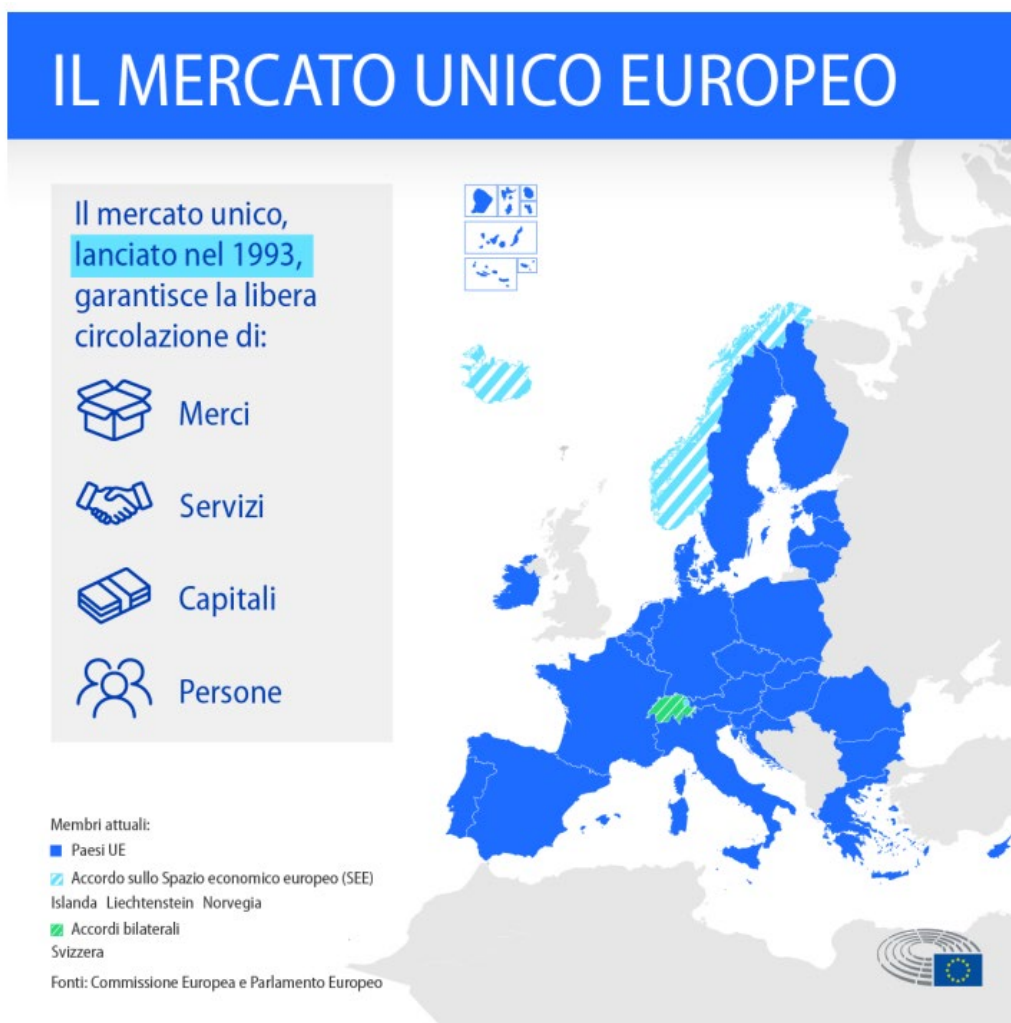 IL MERCATO UNICO EUROPEO
Il mercato unico,
lanciato nel 1993,
garantisce la libera
circolazione di:
Merci
Servizi
Capitali
Persone
Membri attuali:
Paesi UE
Accordo sullo Spazio economico europeo (SEE)
Islanda Liechtenstein Norvegia
Accordi bilaterali
Svizzera
Fonti: Commissione Europea e Parlamento Europeo